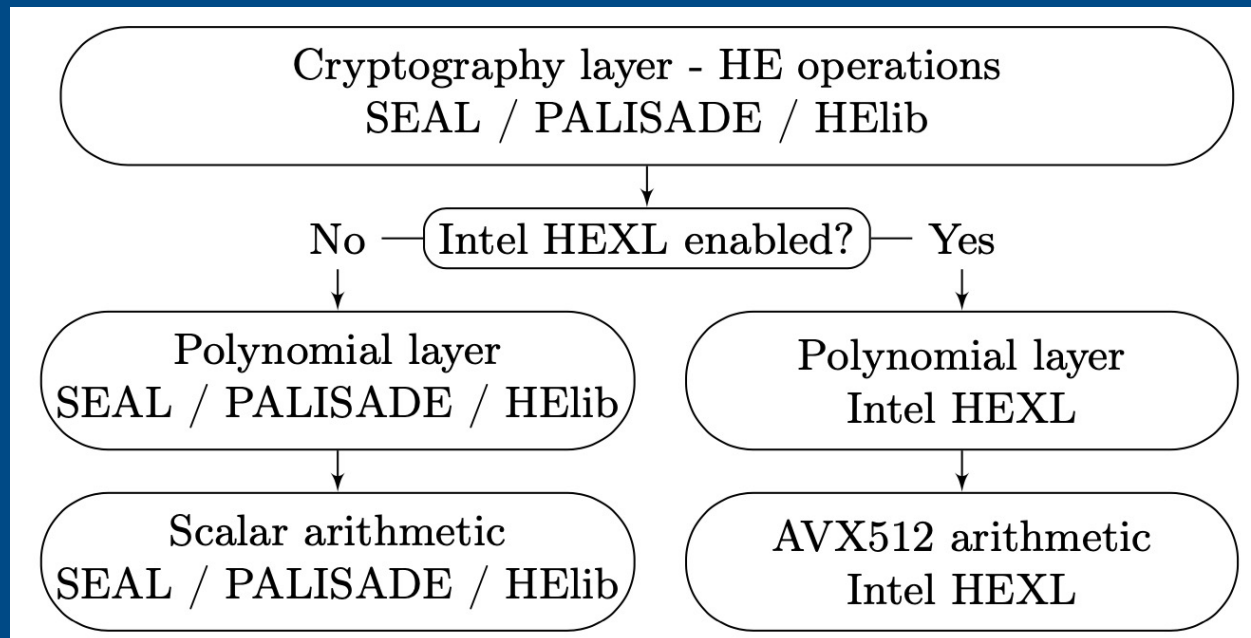 Cryptography layer - HE operations
SEAL / PALISADE / HElib
No
Intel HEXL enabled?
Yes
Polynomial layer
SEAL / PALISADE / HElib
Polynomial layer
Intel HEXL
Scalar arithmetic
SEAL / PALISADE / HElib
AVX512 arithmetic
Intel HEXL